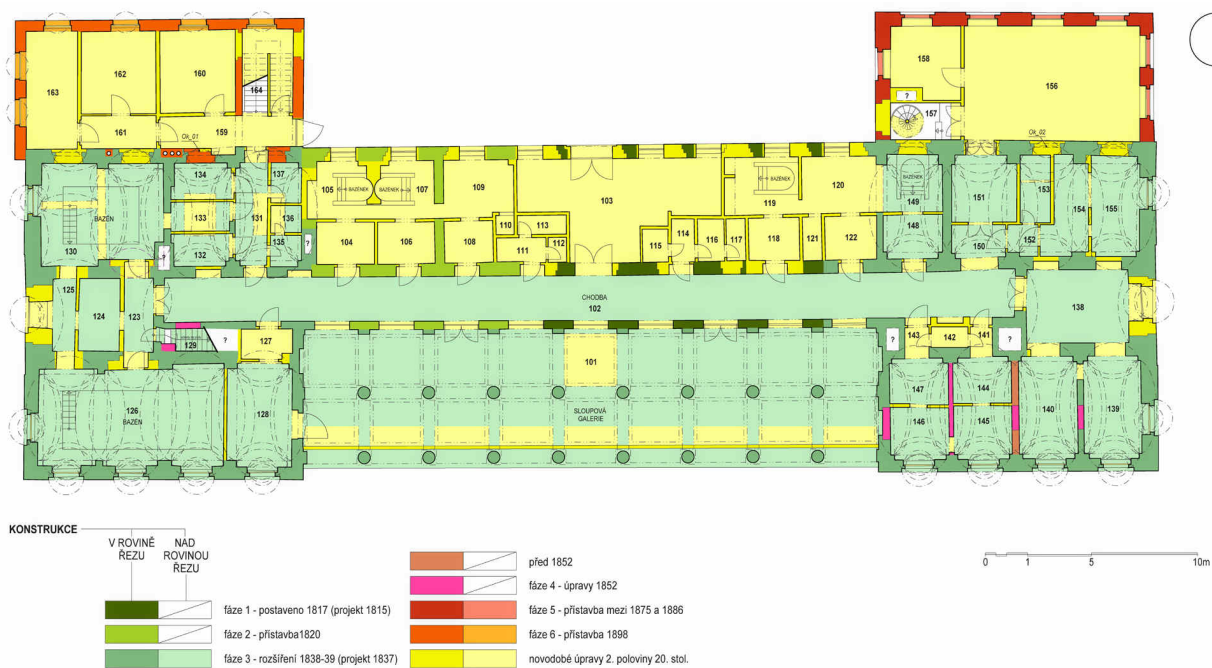 158
156
163
162
160
164
?
157
161
159
Ok_01
Ok_02
134
137
105
BAZÉNEK
BAZÉNEK
107
109
103
BAZÉNEK
119
120
BAZÉNEK
149
151
153
154
155
133
131
136
110
113
BAZÉN
130
132
135
?
?
104
106
108
111
112
115
114
116
117
118
121
122
148
150
152
125
124
123
CHODBA
102
138
129
?
127
101
?
143
142
141
?
126
BAZÉN
128
SLOUPOVÁ
GALERIE
147
144
146
145
140
139
KONSTRUKCE
V ROVINĚ
ŘEZU
NAD
ROVINOU
ŘEZU
fáze 1 - postaveno 1817 (projekt 1815)
fáze 2 - přístavba1820
fáze 3 - rozšíření 1838-39 (projekt 1837)
před 1852
fáze 4 - úpravy 1852
fáze 5 - přístavba mezi 1875 a 1886
fáze 6 - přístavba 1898
novodobé úpravy 2. poloviny 20. stol.
0 1 5 10m